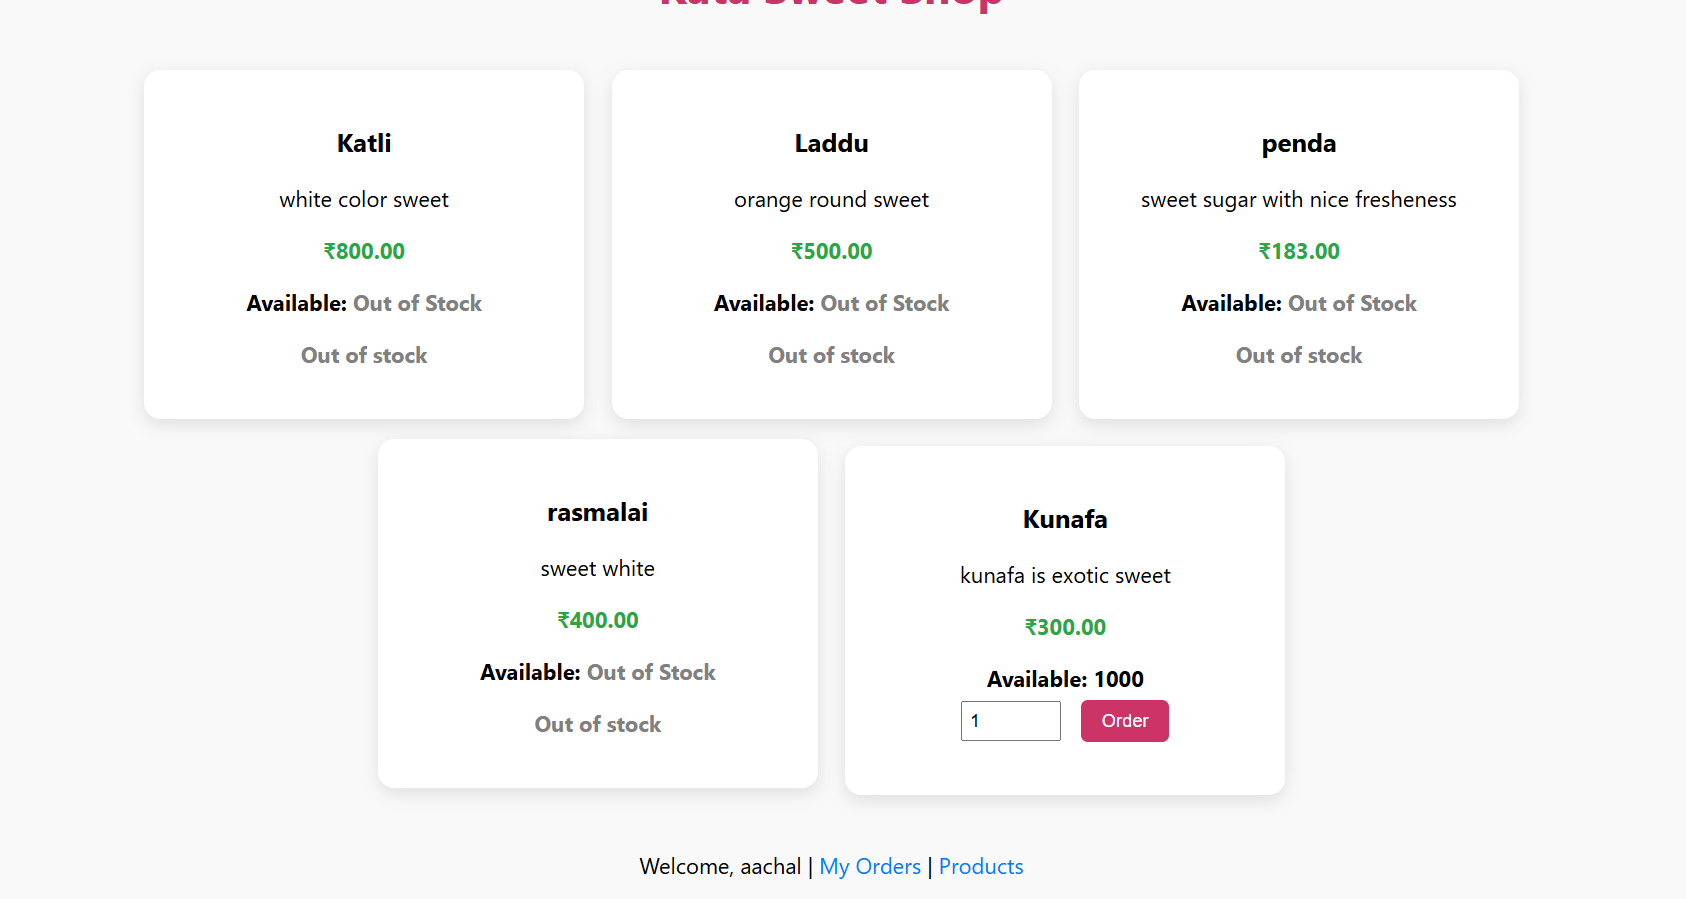 Kata Sweet Shop
Katli
white color sweet
₹800.00
Available: Out of Stock
Out of stock
Laddu
orange round sweet
₹500.00
Available: Out of Stock
Out of stock
penda
sweet sugar with nice fresheness
₹183.00
Available: Out of Stock
Out of stock
rasmalai
sweet white
₹400.00
Available: Out of Stock
Out of stock
Kunafa
kunafa is exotic sweet
₹300.00
Available: 1000
1 Order
Welcome, aachal | My Orders | Products